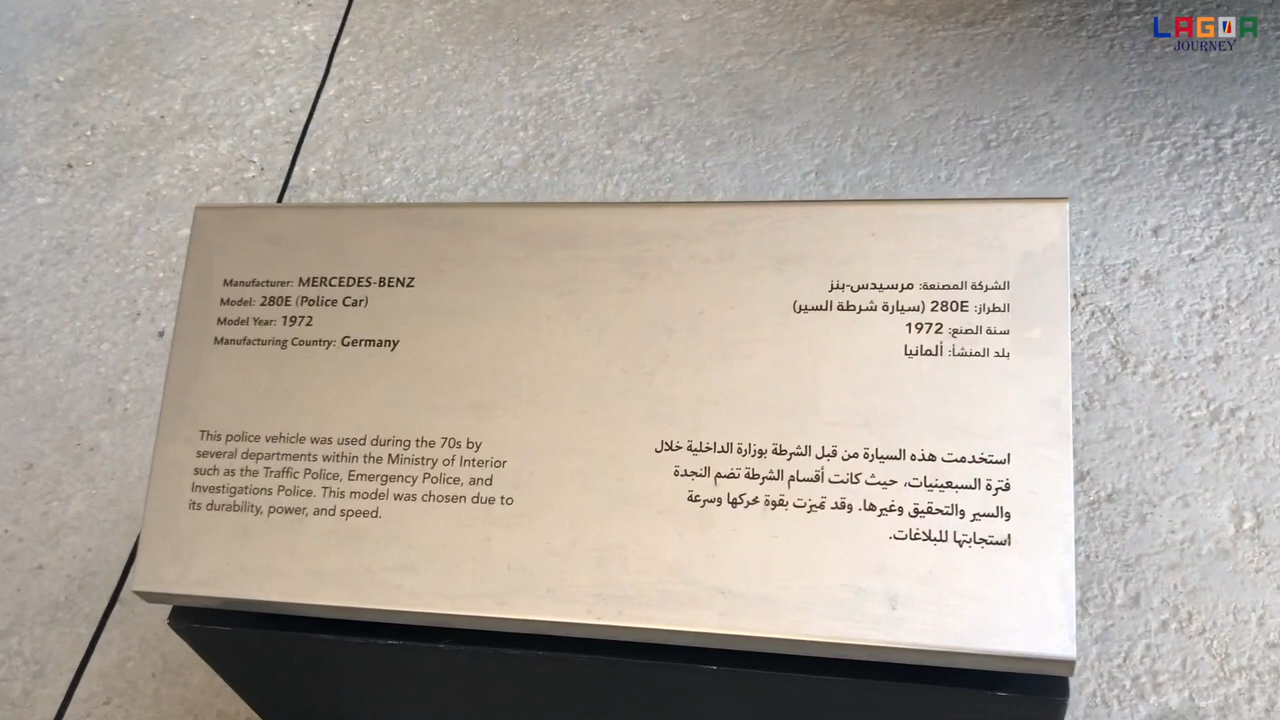 LAGOA
JOURNEY
Manufacturer: MERCEDES-BENZ
Model: 280E (Police Car)
Model Year: 1972
Manufacturing Country: Germany
This police vehicle was used during the 70s by
several departments within the Ministry of Interior
such as the Traffic Police, Emergency Police, and
Investigations Police. This model was chosen due to
its durability, power, and speed.
الشركة المصنعة: مرسيدس-بنز
الطراز: 280E (سيارة شرطة السير)
سنة الصنع: 1972
بلد المنشأ: ألمانيا
استخدمت هذه السيارة من قبل الشرطة بوزارة الداخلية خلال
فترة السبعينيات، حيث كانت أقسام الشرطة تضم النجدة
والسير والتحقيق وغيرها. وقد تميزت بقوة محركها وسرعة
استجابتها للبلاغات.